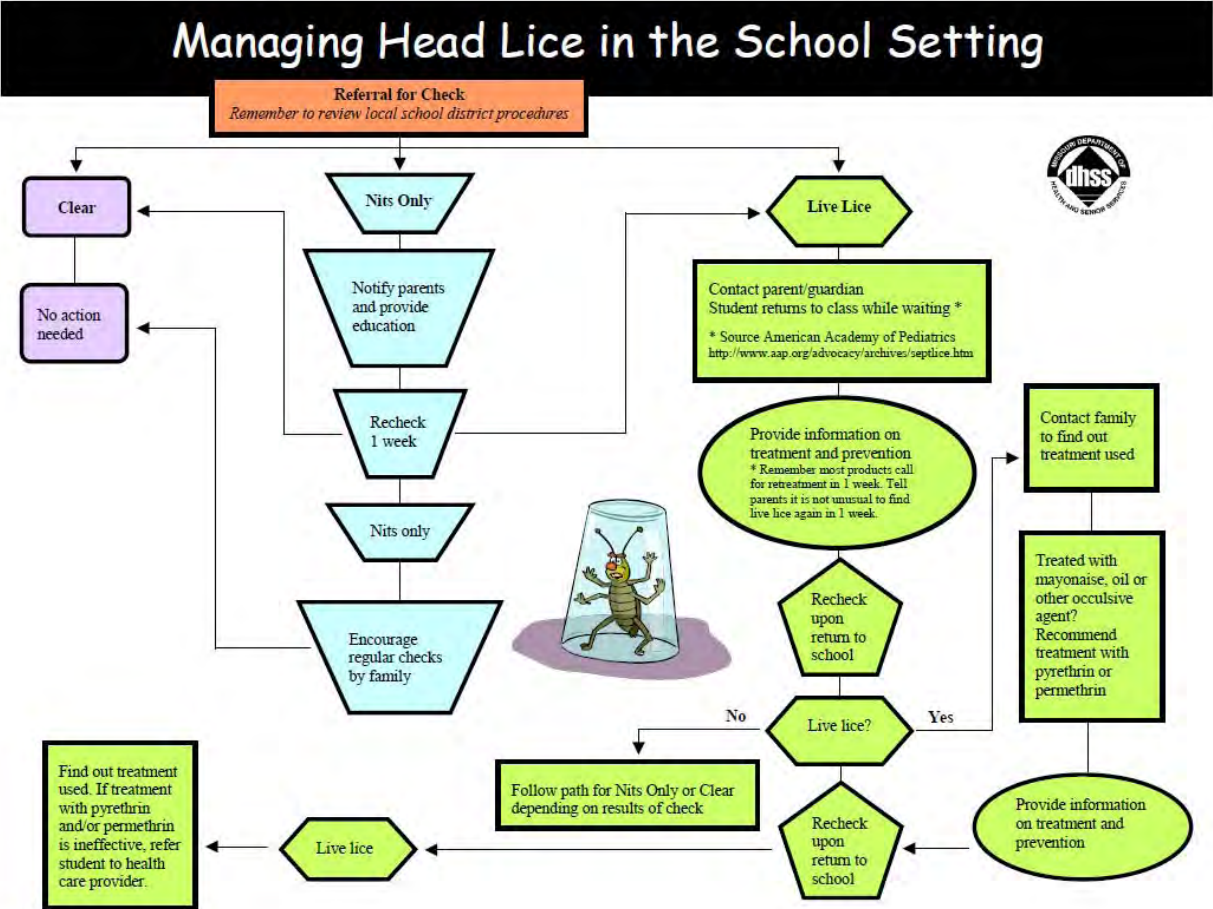 Managing Head Lice in the School Setting
Referral for Check
Remember to review local school district procedures
Clear
No action
needed
Nits Only
Notify parents
and provide
education
Recheck
1 week
Nits only
Encourage
regular checks
by family
MISSOURI DEPARTMENT OF
dhss
HEALTH AND SENIOR SERVICES
Live Lice
Contact parent/guardian
Student returns to class while waiting *
* Source American Academy of Pediatrics
http://www.aap.org/advocacy/archives/septlice.htm
Provide information on
treatment and prevention
* Remember most products call
for retreatment in 1 week. Tell
parents it is not unusual to find
live lice again in 1 week.
Recheck
upon
return to
school
Live lice?
No
Yes
Follow path for Nits Only or Clear
depending on results of check
Contact family
to find out
treatment used
Treated with
mayonaise, oil or
other occulsive
agent?
Recommend
treatment with
pyrethrin or
permethrin
Provide information
on treatment and
prevention
Recheck
upon
return to
school
Live lice
Find out treatment
used. If treatment
with pyrethrin
and/or permethrin
is ineffective, refer
student to health
care provider.